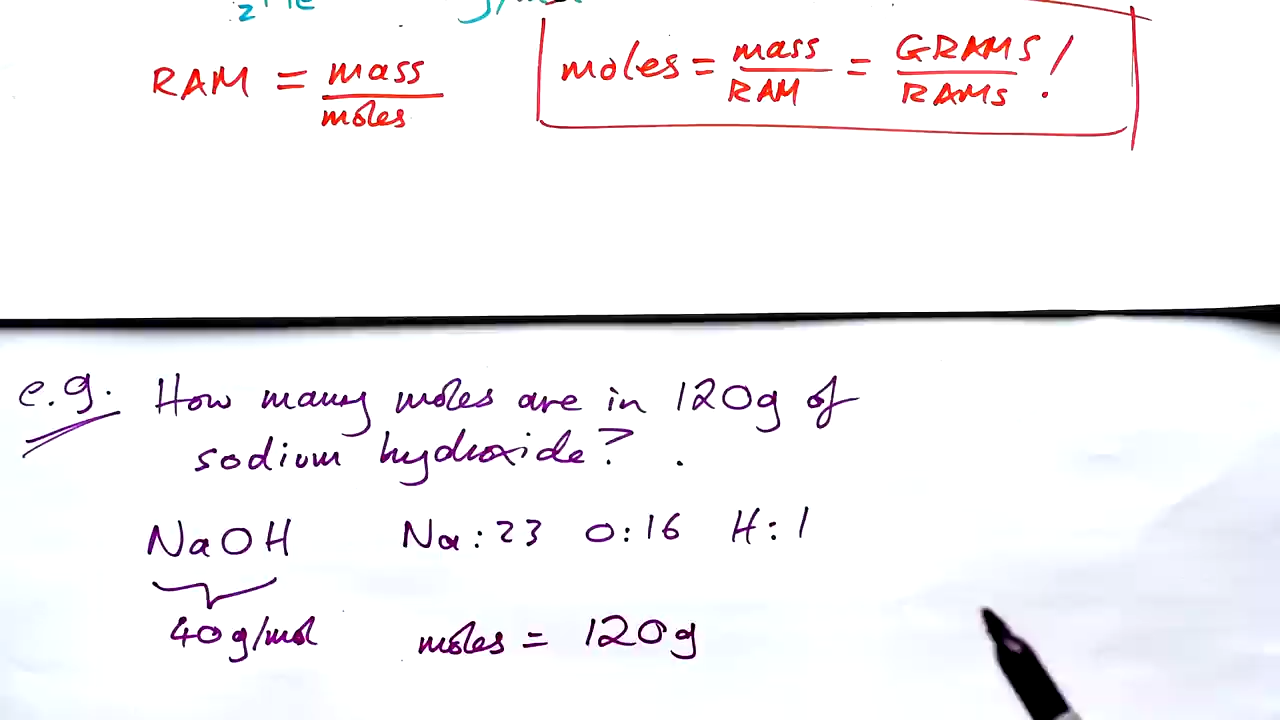 RAM = mass/moles
moles = mass/RAM = GRAMS/RAMS !
e.g. How many moles are in 120g of
sodium hydroxide?
NaOH Na:23 O:16 H:1
40g/mol moles = 120g